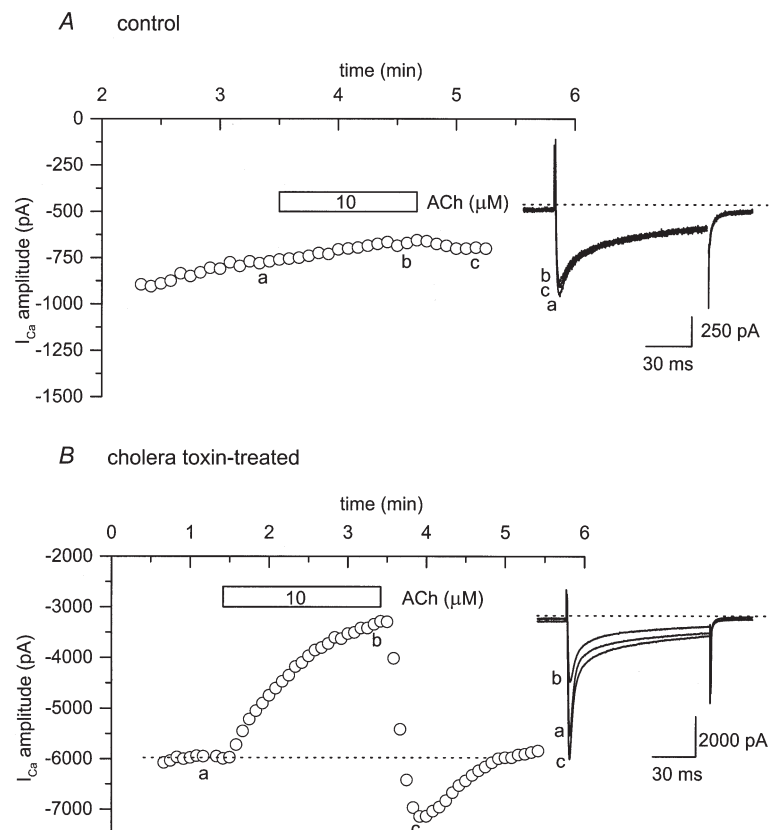 A control
time (min)
2 3 4 5 6
0
-250
-500
-750
-1000
-1250
-1500
I_Ca amplitude (pA)
10
ACh (μM)
a
b
c
b
c
a
250 pA
30 ms
B cholera toxin-treated
time (min)
0 1 2 3 4 5 6
-2000
-3000
-4000
-5000
-6000
-7000
I_Ca amplitude (pA)
10
ACh (μM)
a
b
c
b
a
c
2000 pA
30 ms